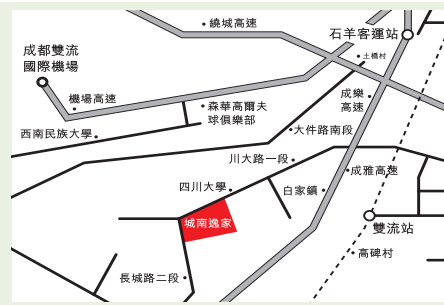 繞城高速
石羊客運站
成都雙流
國際機場
土橋村
機場高速
成樂
高速
森華高爾夫
球俱樂部
西南民族大學
大件路南段
川大路一段
成雅高速
四川大學
白家鎮
城南逸家
雙流站
高碑村
長城路二段